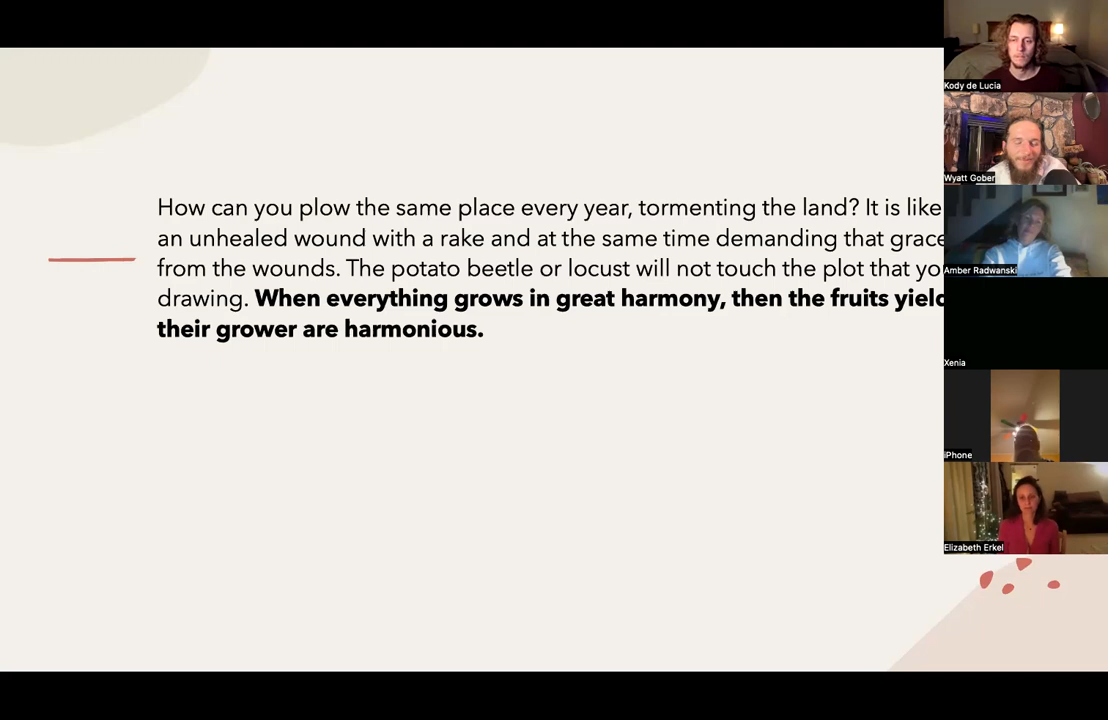 How can you plow the same place every year, tormenting the land? It is like
an unhealed wound with a rake and at the same time demanding that grace
from the wounds. The potato beetle or locust will not touch the plot that
drawing. When everything grows in great harmony, then the fruits
their grower are harmonious.
Kody de Lucia
Wyatt Gober
Amber Radwanski
Xenia
iPhone
Elizabeth Erkel